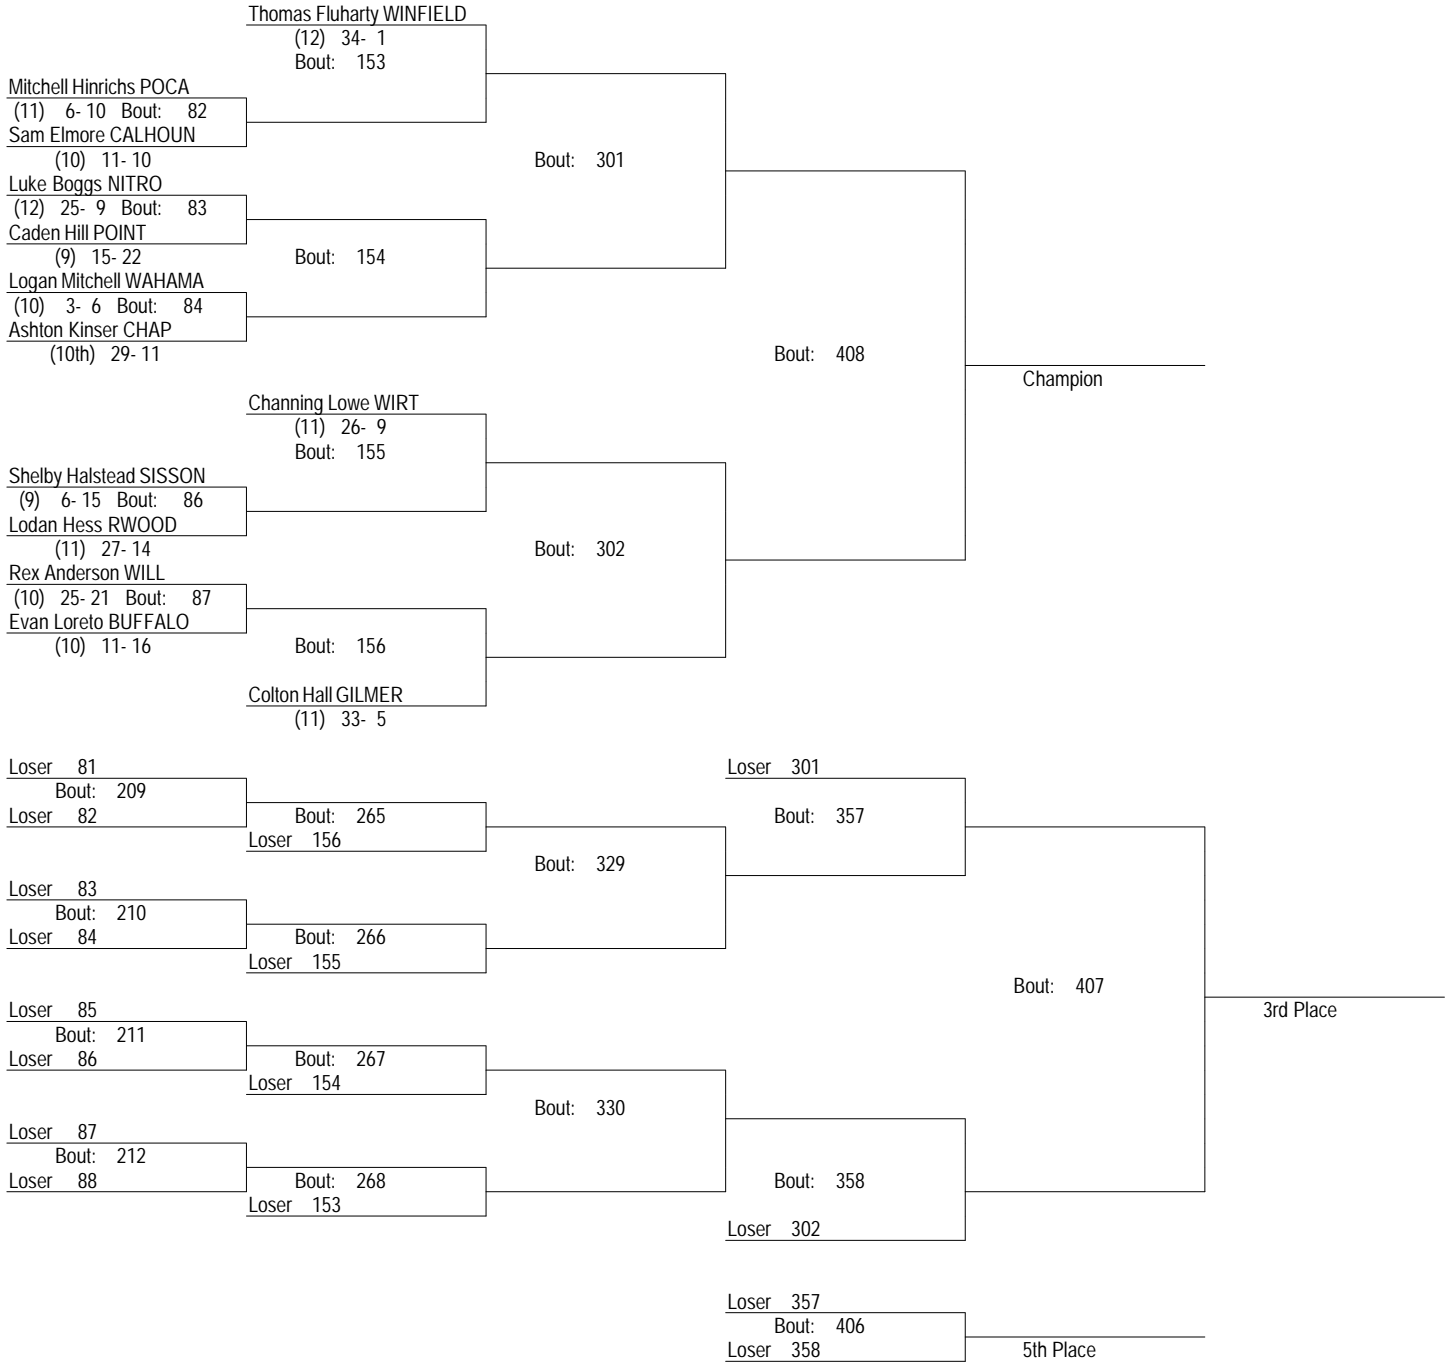 Thomas Fluharty WINFIELD
(12) 34- 1
Bout: 153
Mitchell Hinrichs POCA
(11) 6- 10 Bout: 82
Sam Elmore CALHOUN
(10) 11- 10
Bout: 301
Luke Boggs NITRO
(12) 25- 9 Bout: 83
Caden Hill POINT
(9) 15- 22
Bout: 154
Logan Mitchell WAHAMA
(10) 3- 6 Bout: 84
Ashton Kinser CHAP
(10th) 29- 11
Bout: 408
Champion
Channing Lowe WIRT
(11) 26- 9
Bout: 155
Shelby Halstead SISSON
(9) 6- 15 Bout: 86
Lodan Hess RWOOD
(11) 27- 14
Bout: 302
Rex Anderson WILL
(10) 25- 21 Bout: 87
Evan Loreto BUFFALO
(10) 11- 16
Bout: 156
Colton Hall GILMER
(11) 33- 5
Loser 81
Bout: 209
Loser 82
Loser 301
Bout: 357
Bout: 265
Loser 156
Bout: 329
Loser 83
Bout: 210
Loser 84
Bout: 266
Loser 155
Bout: 407
3rd Place
Loser 85
Bout: 211
Loser 86
Bout: 267
Loser 154
Bout: 330
Loser 87
Bout: 212
Loser 88
Bout: 268
Loser 153
Bout: 358
Loser 302
Loser 357
Bout: 406
Loser 358
5th Place